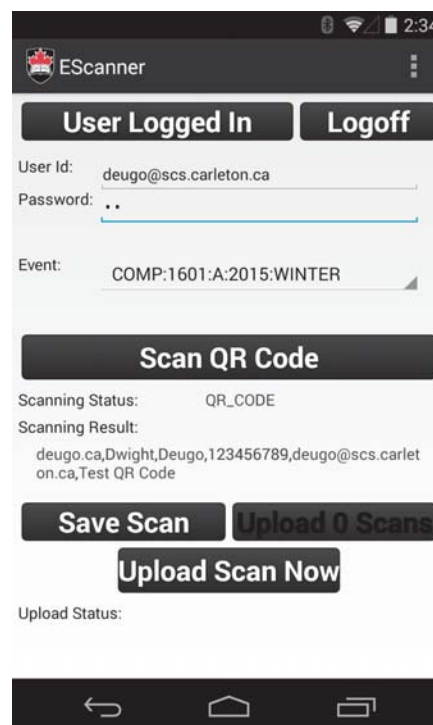 2:34
EScanner
User Logged In Logoff
User Id: deugo@scs.carleton.ca
Password: ..
Event: COMP:1601:A:2015:WINTER
Scan QR Code
Scanning Status: QR_CODE
Scanning Result:
deugo.ca,Dwight,Deugo,123456789,deugo@scs.carlet
on.ca,Test QR Code
Save Scan Upload 0 Scans
Upload Scan Now
Upload Status: